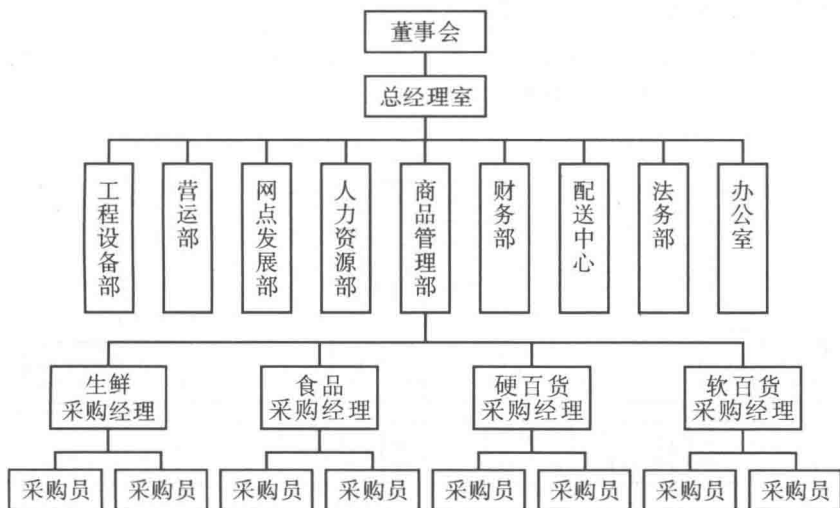 董事会
总经理室
工程设备部
营运部
网点发展部
人力资源部
商品管理部
财务部
配送中心
法务部
办公室
生鲜
采购经理
食品
采购经理
硬百货
采购经理
软百货
采购经理
采购员
采购员
采购员
采购员
采购员
采购员
采购员
采购员